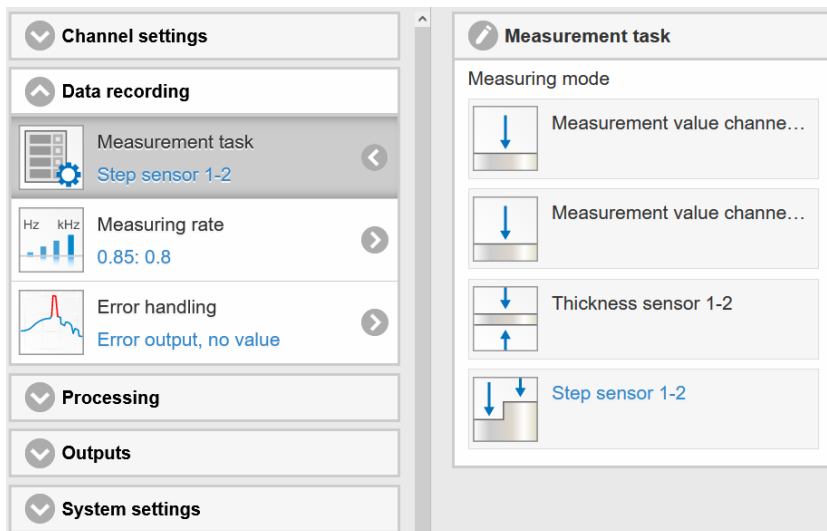 Channel settings
Data recording
Measurement task
Step sensor 1-2
Hz kHz
Measuring rate
0.85: 0.8
Error handling
Error output, no value
Processing
Outputs
System settings
Measurement task
Measuring mode
Measurement value channe…
Measurement value channe…
Thickness sensor 1-2
Step sensor 1-2